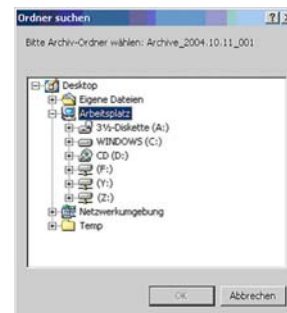 Ordner suchen
Bitte Archiv-Ordner wählen: Archive_2004.10.11_001
Desktop
Eigene Dateien
Arbeitsplatz
3½-Diskette (A:)
WINDOWS (C:)
CD (D:)
(F:)
(Y:)
(Z:)
Netzwerkumgebung
Temp
OK
Abbrechen